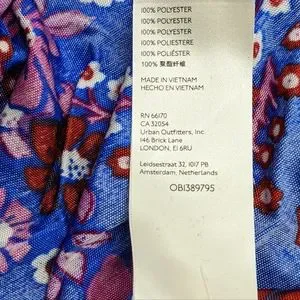 100% POLYESTER
100% POLYESTER
100% POLYESTER
100% POLIESTERE
100% POLIÉSTER
100% 聚酯纤维
MADE IN VIETNAM
HECHO EN VIETNAM
RN 66170
CA 32054
Urban Outfitters, Inc.
146 Brick Lane
LONDON, E1 6RU
Leidsestraat 32, 1017 PB
Amsterdam, Netherlands
OB1389795